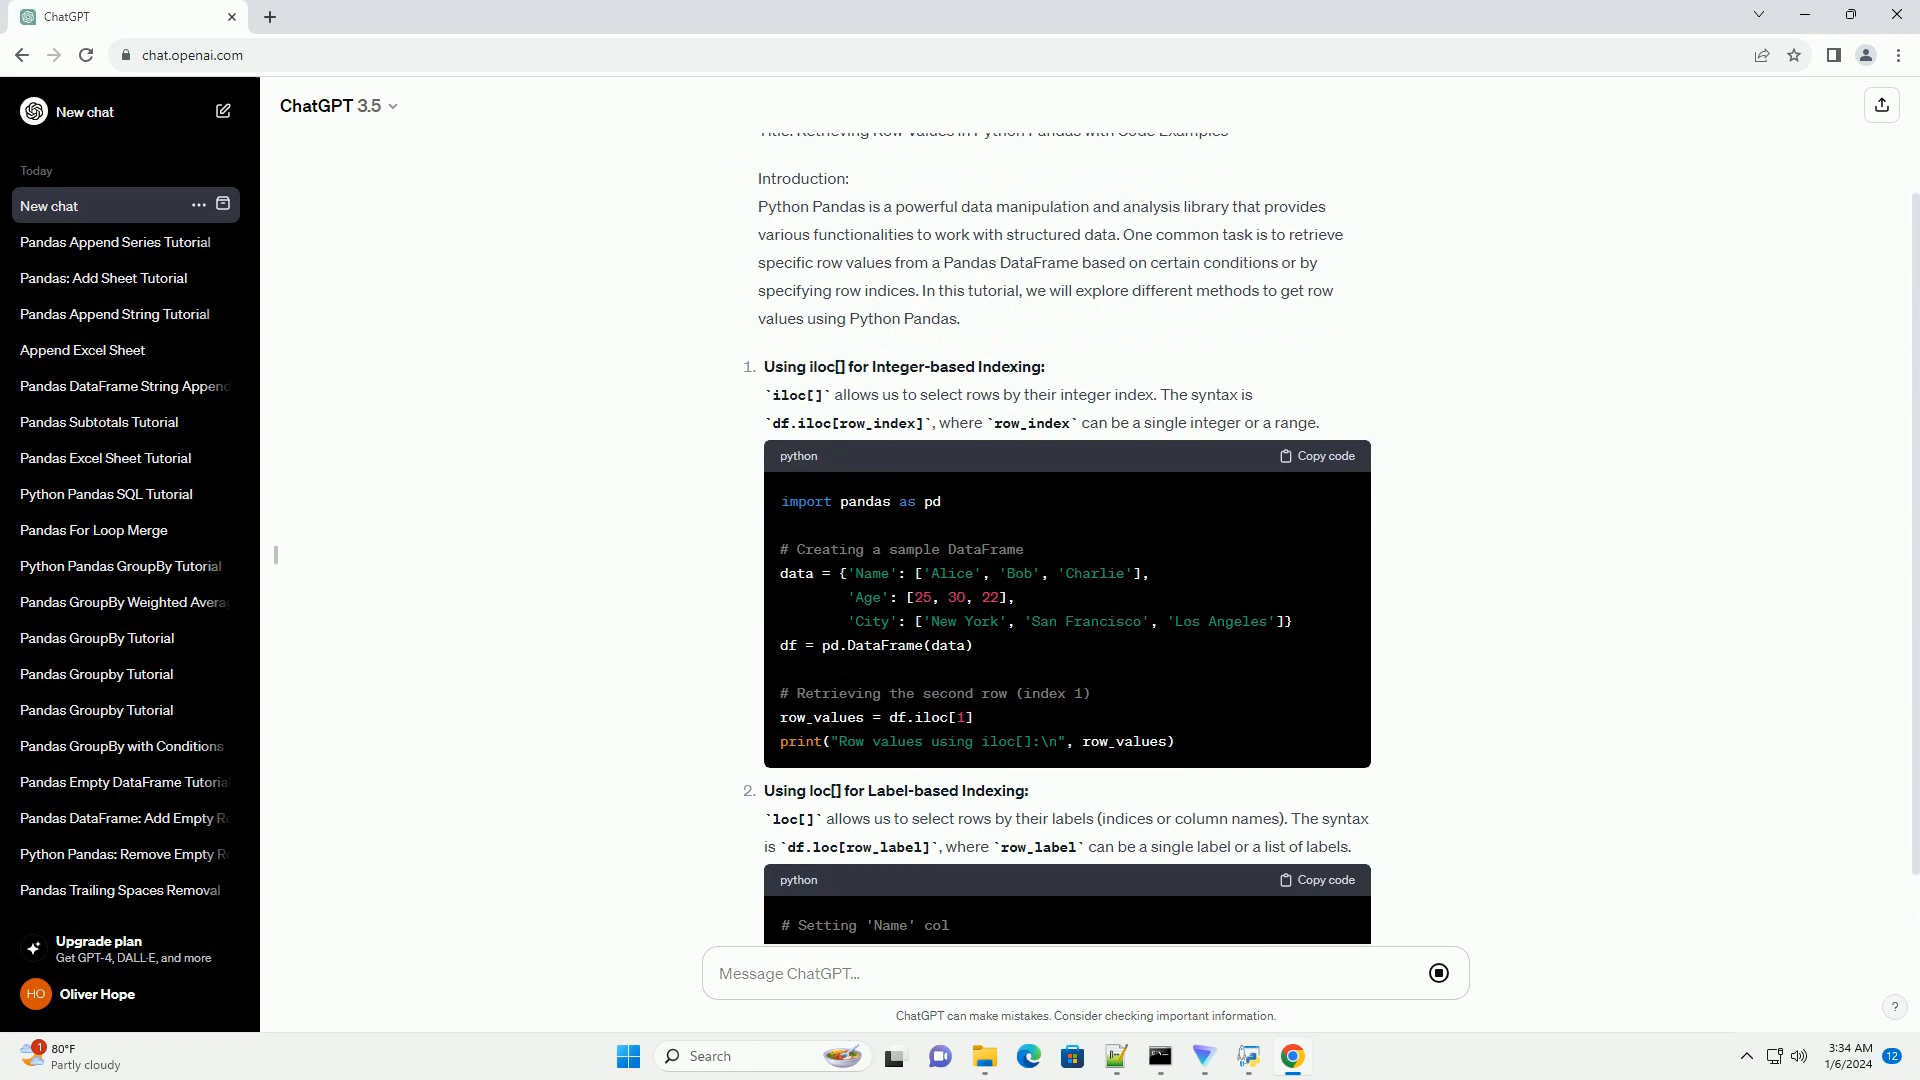 ChatGPT
chat.openai.com
New chat
Today
New chat
Pandas Append Series Tutorial
Pandas: Add Sheet Tutorial
Pandas Append String Tutorial
Append Excel Sheet
Pandas DataFrame String Append
Pandas Subtotals Tutorial
Pandas Excel Sheet Tutorial
Python Pandas SQL Tutorial
Pandas For Loop Merge
Python Pandas GroupBy Tutorial
Pandas GroupBy Weighted Avera
Pandas GroupBy Tutorial
Pandas Groupby Tutorial
Pandas Groupby Tutorial
Pandas GroupBy with Conditions
Pandas Empty DataFrame Tutoria
Pandas DataFrame: Add Empty R
Python Pandas: Remove Empty R
Pandas Trailing Spaces Removal
Upgrade plan
Get GPT-4, DALL·E, and more
HO Oliver Hope
ChatGPT 3.5
Title: Retrieving Row Values in Python Pandas with Code Examples
Introduction:
Python Pandas is a powerful data manipulation and analysis library that provides
various functionalities to work with structured data. One common task is to retrieve
specific row values from a Pandas DataFrame based on certain conditions or by
specifying row indices. In this tutorial, we will explore different methods to get row
values using Python Pandas.
1. Using iloc[] for Integer-based Indexing:
`iloc[]` allows us to select rows by their integer index. The syntax is
`df.iloc[row_index]`, where `row_index` can be a single integer or a range.
python Copy code
import pandas as pd
# Creating a sample DataFrame
data = {'Name': ['Alice', 'Bob', 'Charlie'],
'Age': [25, 30, 22],
'City': ['New York', 'San Francisco', 'Los Angeles']}
df = pd.DataFrame(data)
# Retrieving the second row (index 1)
row_values = df.iloc[1]
print("Row values using iloc[]:\n", row_values)
2. Using loc[] for Label-based Indexing:
`loc[]` allows us to select rows by their labels (indices or column names). The syntax
is `df.loc[row_label]`, where `row_label` can be a single label or a list of labels.
python Copy code
# Setting 'Name' col
Message ChatGPT…
ChatGPT can make mistakes. Consider checking important information.
?
1
80°F
Partly cloudy
Search
3:34 AM
1/6/2024
12